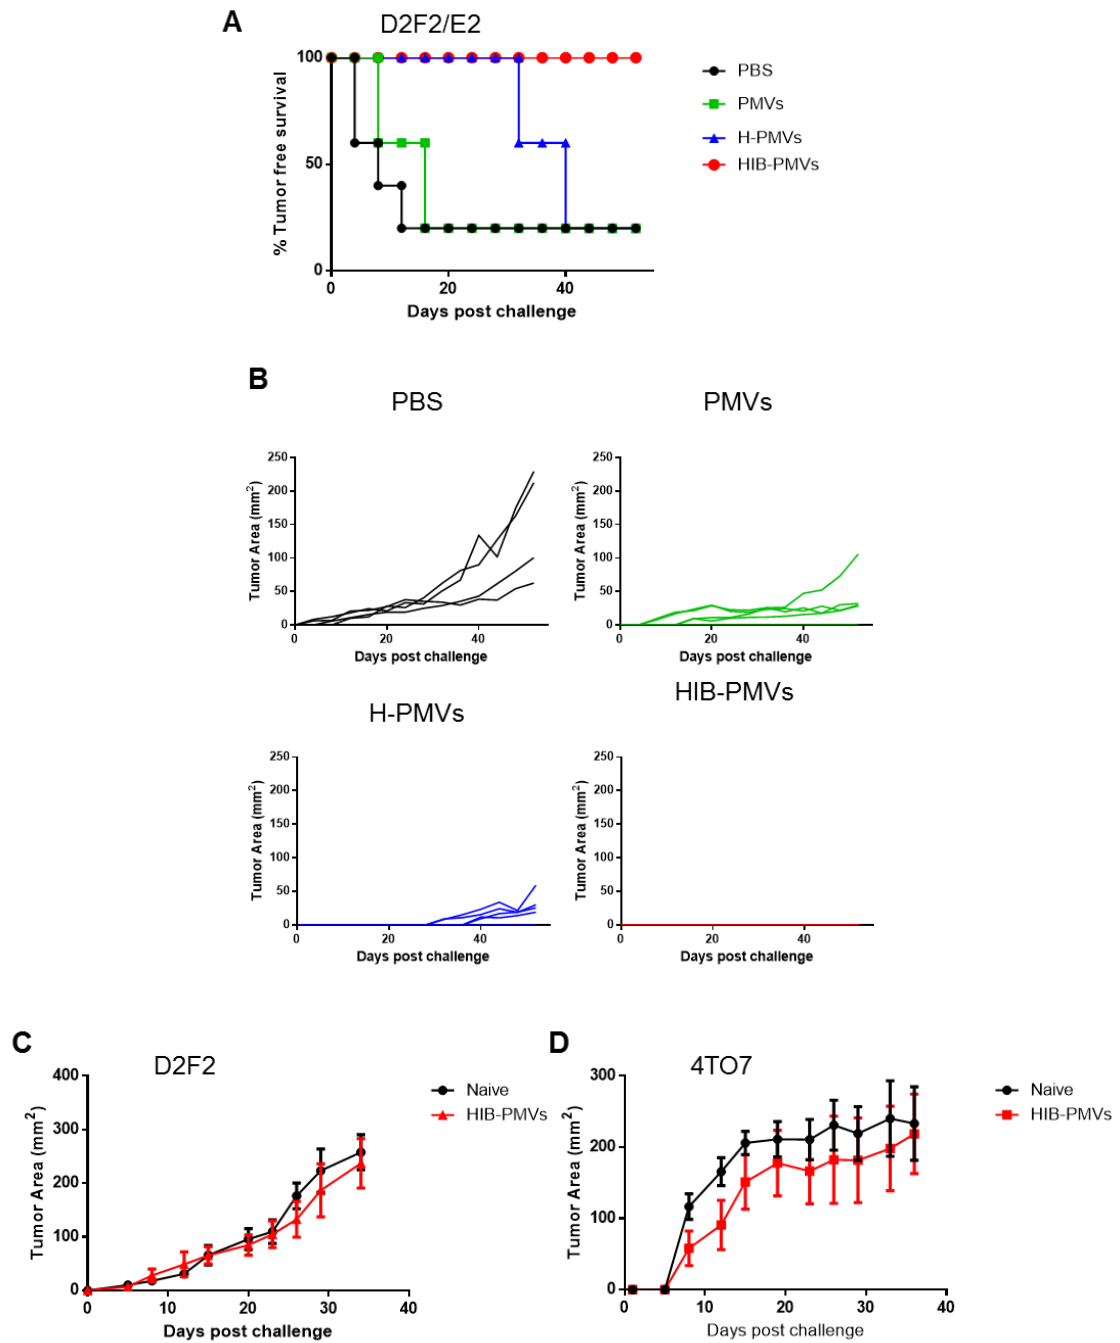 A
D2F2/E2
% Tumor free survival
100
50
0
0
20
40
Days post challenge
PBS
PMVs
H-PMVs
HIB-PMVs
B
PBS
Tumor Area (mm2)
250
200
150
100
50
0
0
20
40
Days post challenge
PMVs
Tumor Area (mm2)
250
200
150
100
50
0
0
20
40
Days post challenge
H-PMVs
Tumor Area (mm2)
250
200
150
100
50
0
0
20
40
Days post challenge
HIB-PMVs
Tumor Area (mm2)
250
200
150
100
50
0
0
20
40
Days post challenge
C
D2F2
Tumor Area (mm2)
400
300
200
100
0
0
10
20
30
40
Days post challenge
Naive
HIB-PMVs
D
4TO7
Tumor Area (mm2)
300
200
100
0
0
10
20
30
40
Days post challenge
Naive
HIB-PMVs